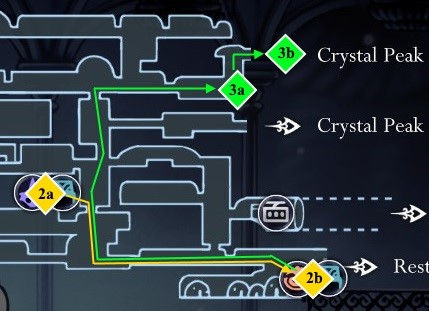 3b Crystal Peak
3a
Crystal Peak
2a
2b Rest